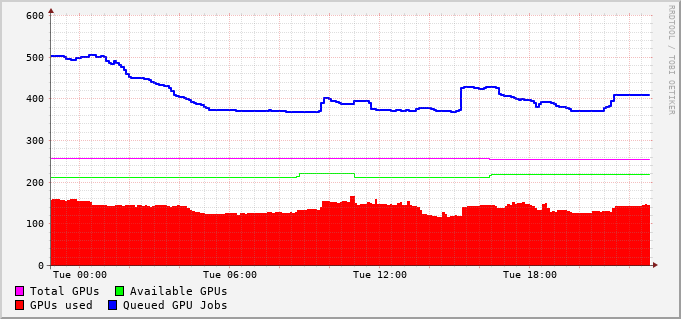 600
500
400
300
200
100
0
Tue 00:00 Tue 06:00 Tue 12:00 Tue 18:00
Total GPUs Available GPUs
GPUs used Queued GPU Jobs
RRDTOOL / TOBI OETIKER